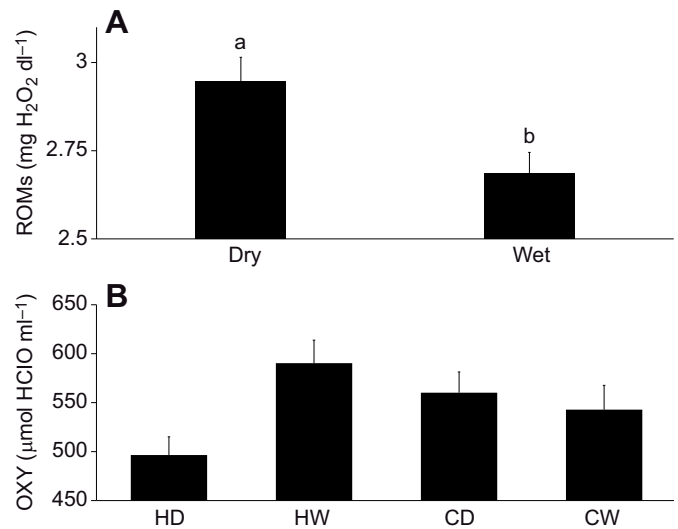 A
ROMs (mg H₂O₂ dl⁻¹)
3
2.75
2.5
a
b
Dry Wet
B
OXY (μmol HClO ml⁻¹)
650
600
550
500
450
HD HW CD CW